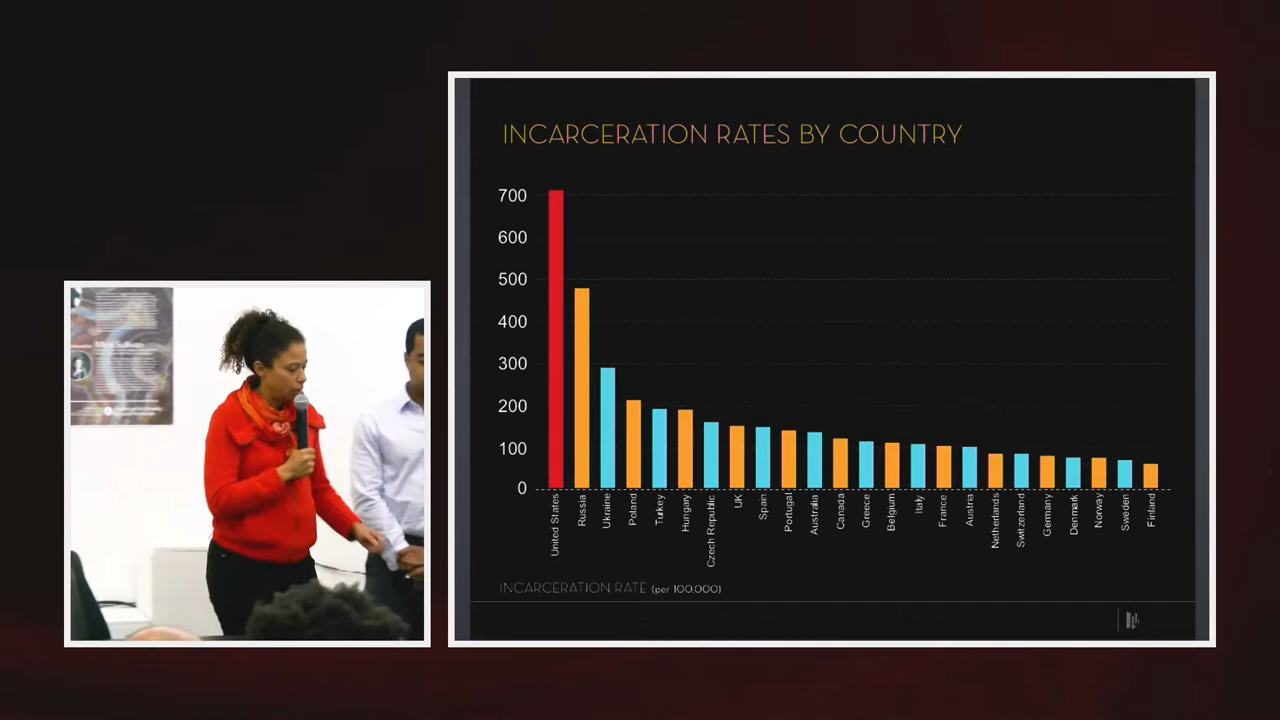 INCARCERATION RATES BY COUNTRY
700
600
500
400
300
200
100
0
United States
Russia
Ukraine
Poland
Turkey
Hungary
Czech Republic
UK
Spain
Portugal
Australia
Canada
Greece
Belgium
Italy
France
Austria
Netherlands
Switzerland
Germany
Denmark
Norway
Sweden
Finland
INCARCERATION RATE (per 100,000)